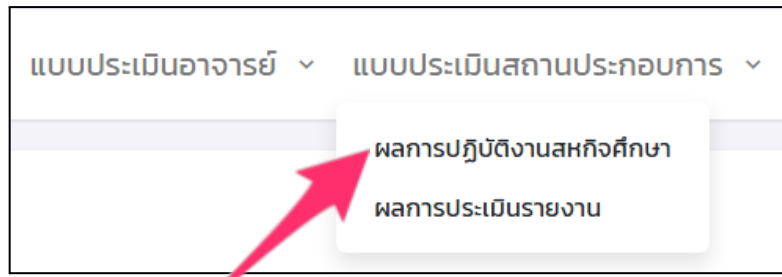 แบบประเมินอาจารย์ แบบประเมินสถานประกอบการ
ผลการปฏิบัติงานสหกิจศึกษา
ผลการประเมินรายงาน